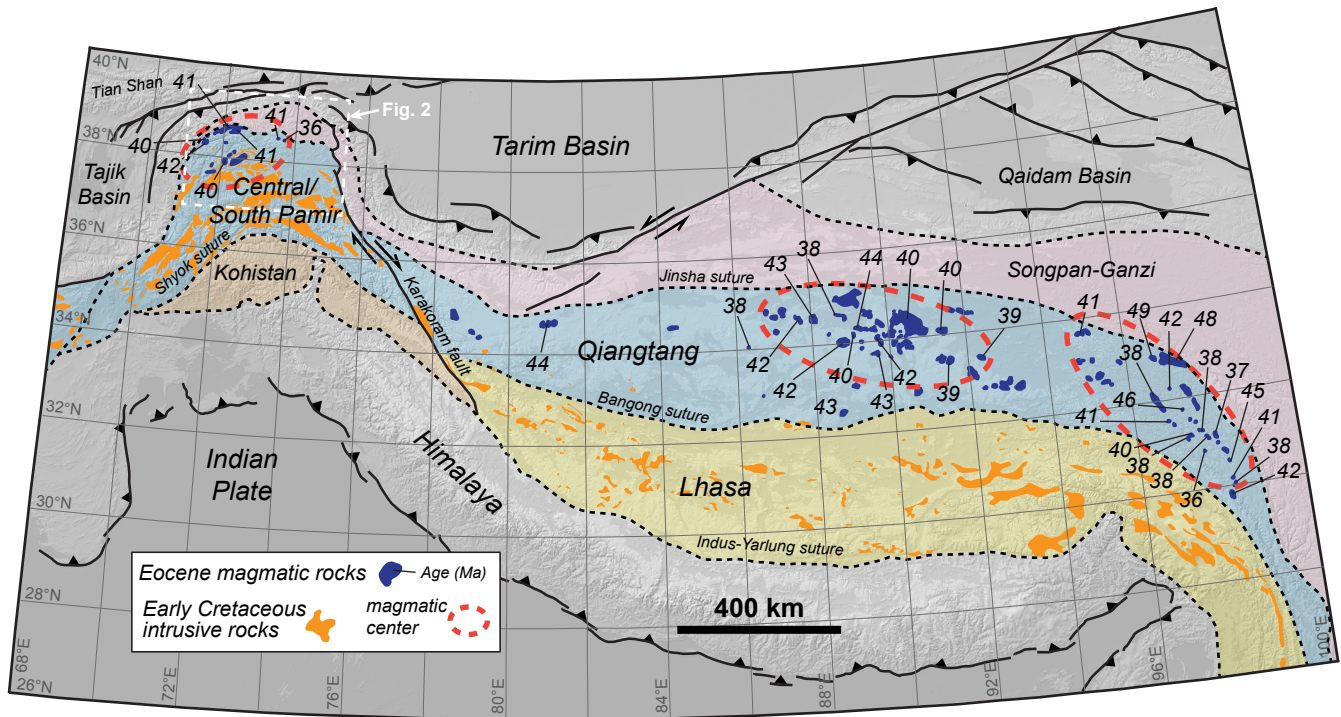 40°N
Tian Shan
41
Fig. 2
38°N
41
36
40
42
41
Tajik
Basin
40
Central/
South Pamir
Tarim Basin
Qaidam Basin
36°N
Shyok suture
Kohistan
Karakoram fault
34°N
Jinsha suture
Songpan-Ganzi
43
38
44
40
40
38
42
42
40
42
43
43
39
39
44
Qiangtang
Bangong suture
41
49
42
48
38
38
37
46
45
41
41
40
38
38
38
36
42
32°N
Himalaya
Lhasa
Indian
Plate
30°N
Indus-Yarlung suture
Eocene magmatic rocks
Age (Ma)
Early Cretaceous
intrusive rocks
magmatic
center
400 km
28°N
26°N
68°E
72°E
76°E
80°E
84°E
88°E
92°E
96°E
100°E